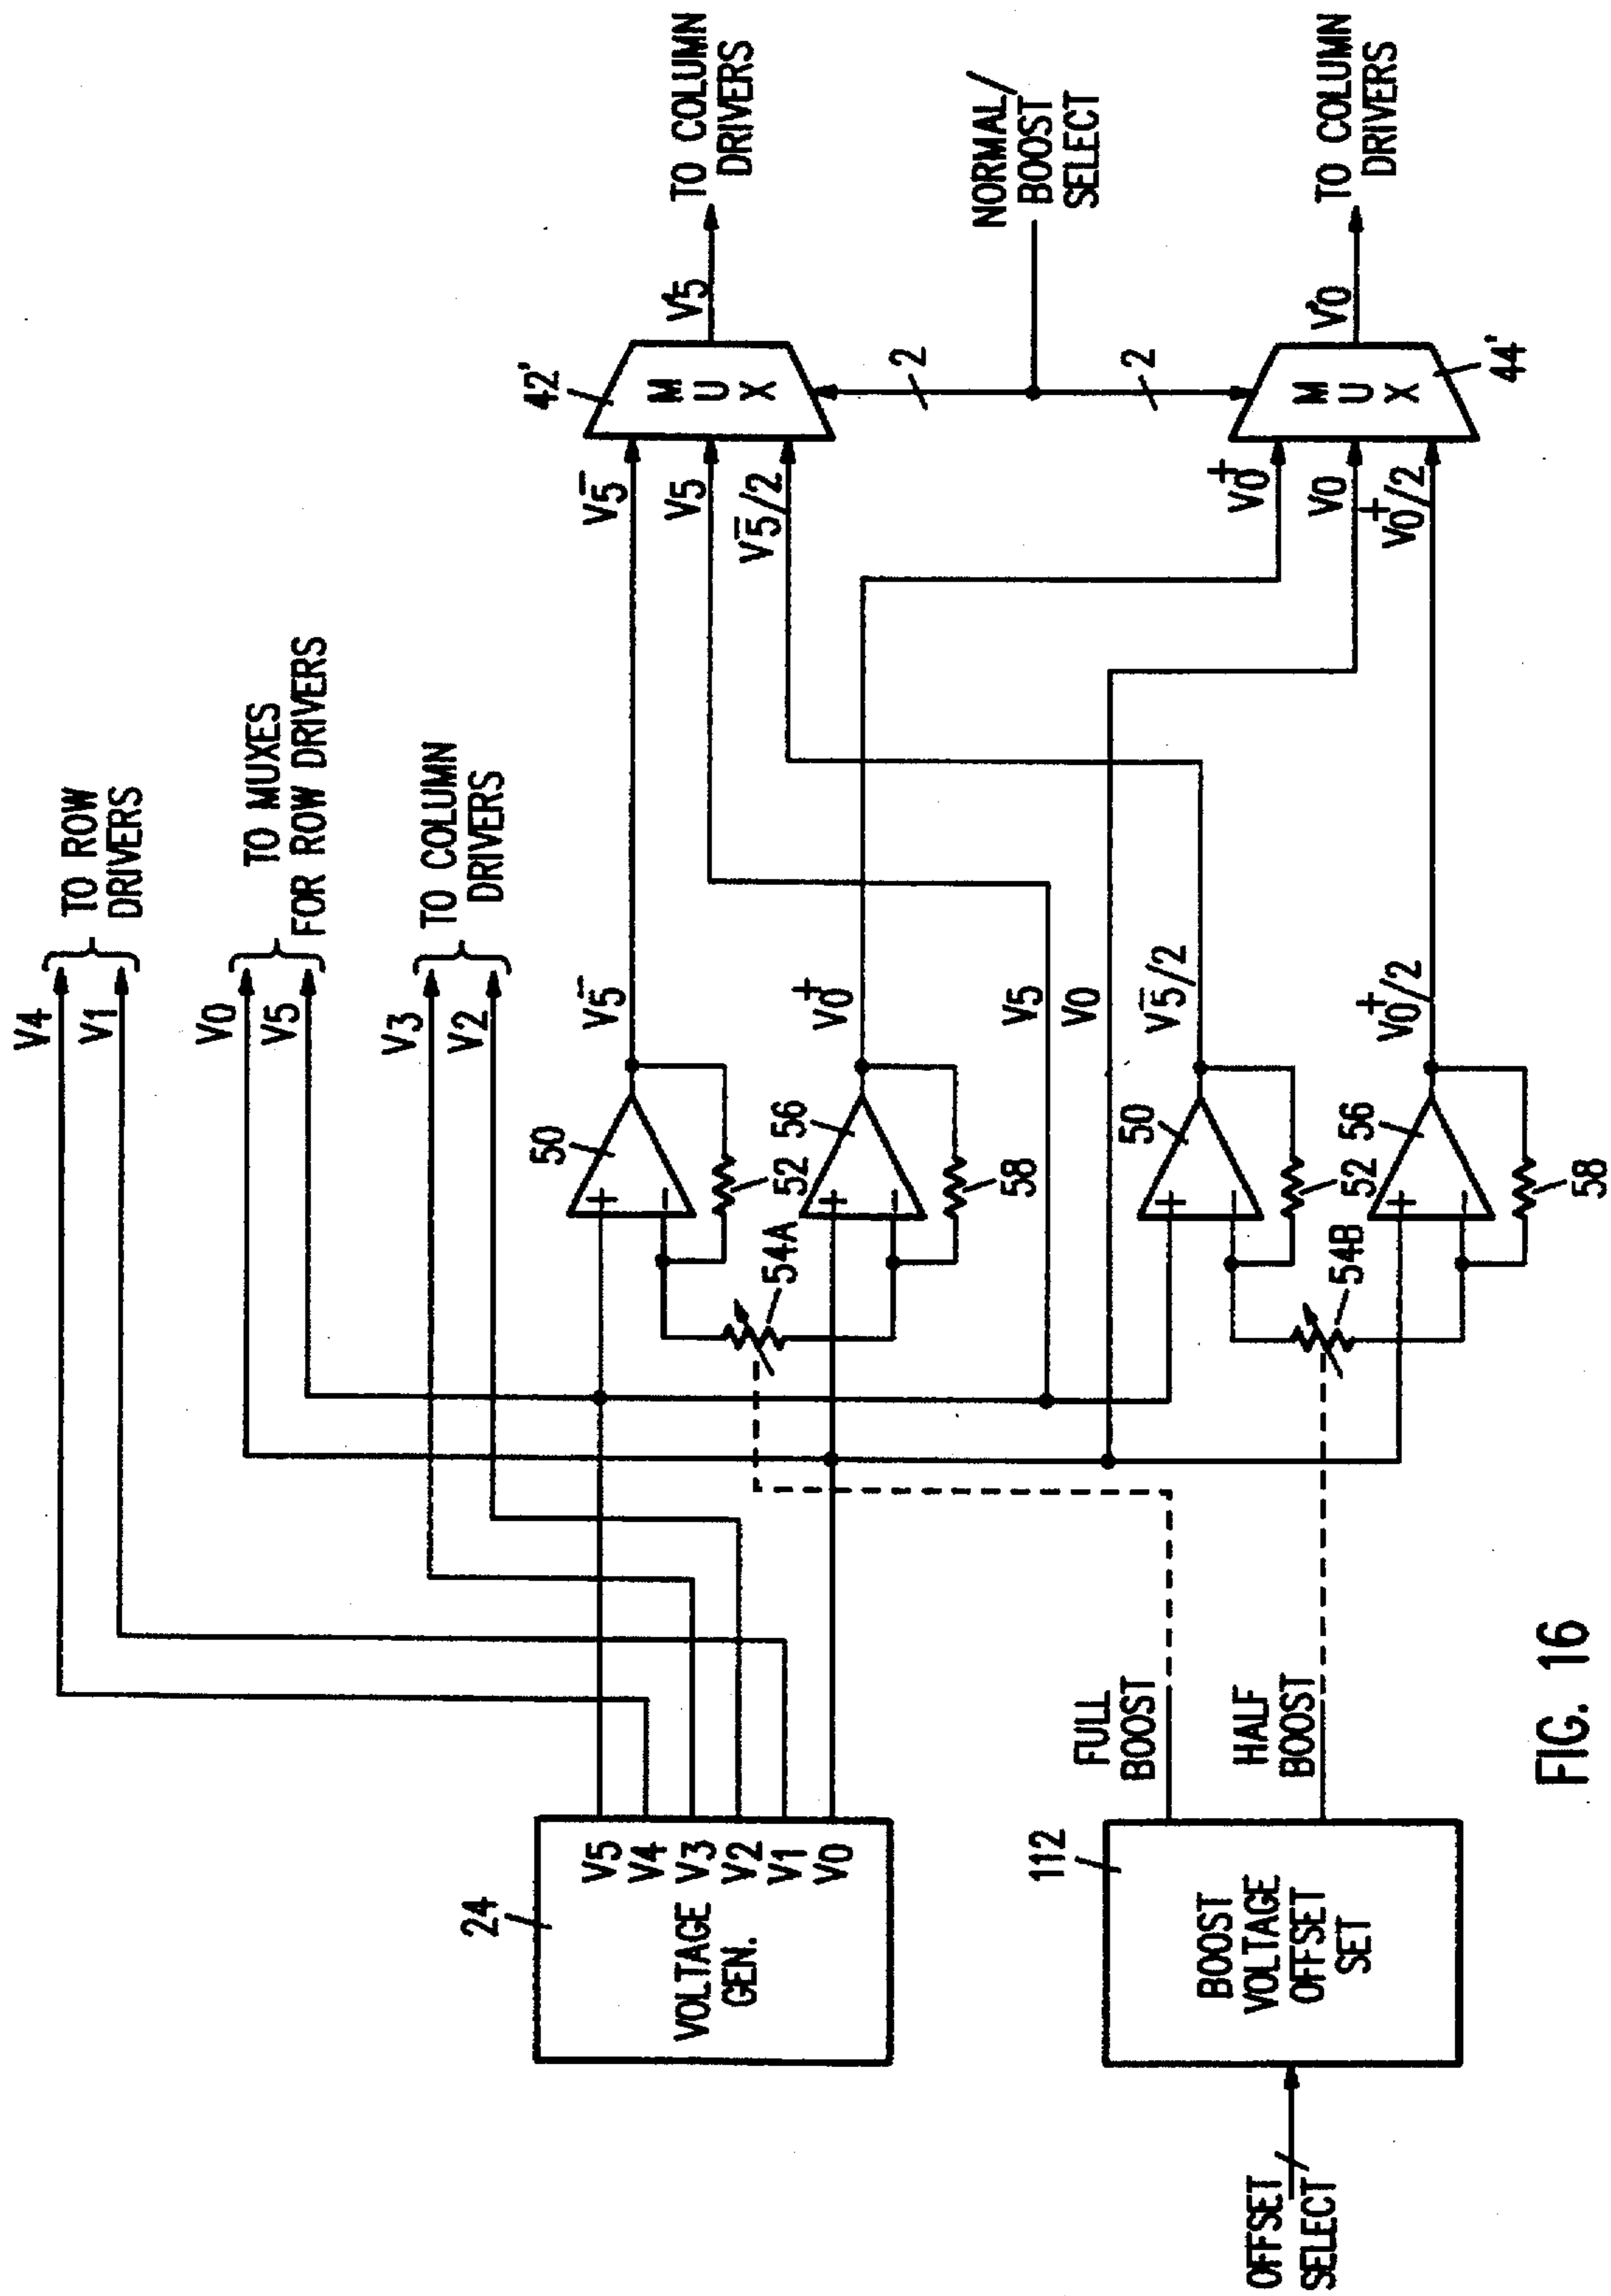 V4
V1
TO ROW
DRIVERS
V0
V5
TO MUXES
FOR ROW DRIVERS
V3
V2
TO COLUMN
DRIVERS
24
VOLTAGE
GEN.
V5
V4
V3
V2
V1
V0
50
52
54A
56
58
V5̅
V0⁺
V5
V0
50
52
54B
56
58
V5̅/2
V0⁺/2
V5̅
V5
V5̅/2
42'
MUX
V'5
TO COLUMN
DRIVERS
2
2
NORMAL/
BOOST
SELECT
V0⁺
V0
V0⁺/2
44'
MUX
V'0
TO COLUMN
DRIVERS
OFFSET
SELECT
112
BOOST
VOLTAGE
OFFSET
SET
FULL
BOOST
HALF
BOOST
FIG. 16